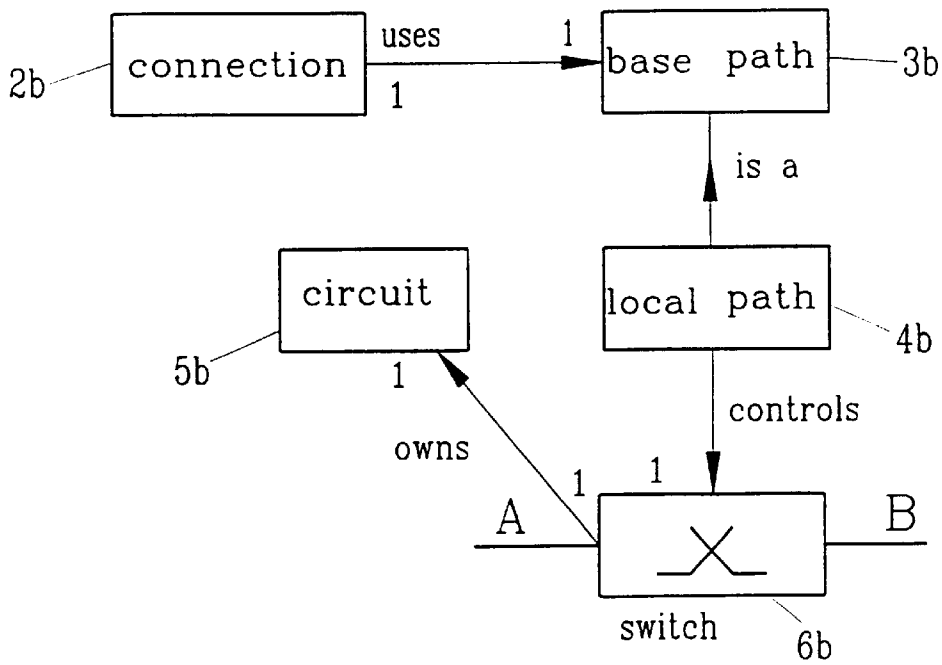 uses 1
connection
base path
2b
1
3b
is a
circuit
local path
5b
1
4b
controls
owns
1
1
A
B
switch
6b